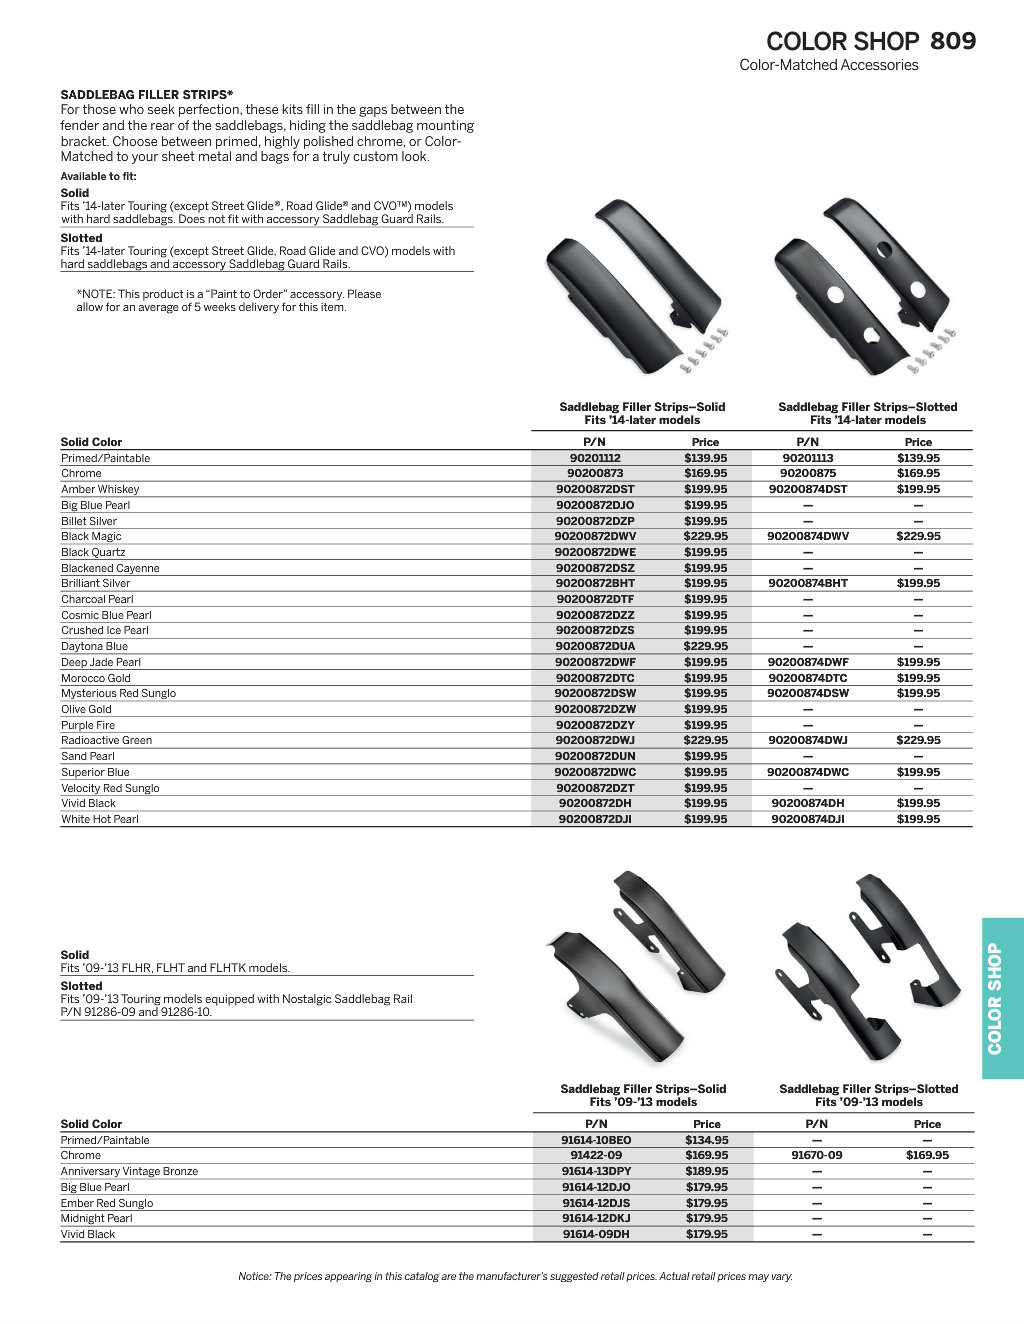 COLOR SHOP 809
Color-Matched Accessories
SADDLEBAG FILLER STRIPS*
For those who seek perfection, these kits fill in the gaps between the
fender and the rear of the saddlebags, hiding the saddlebag mounting
bracket. Choose between primed, highly polished chrome, or Color-
Matched to your sheet metal and bags for a truly custom look.
Available to fit:
Solid
Fits ’14-later Touring (except Street Glide®, Road Glide® and CVO™) models
with hard saddlebags. Does not fit with accessory Saddlebag Guard Rails.
Slotted
Fits ’14-later Touring (except Street Glide, Road Glide and CVO) models with
hard saddlebags and accessory Saddlebag Guard Rails.
*NOTE: This product is a “Paint to Order” accessory. Please
allow for an average of 5 weeks delivery for this item.
Saddlebag Filler Strips–Solid Saddlebag Filler Strips–Slotted
Fits ’14-later models Fits ’14-later models
Solid Color P/N Price P/N Price
Primed/Paintable 90201112 $139.95 90201113 $139.95
Chrome 90200873 $169.95 90200875 $169.95
Amber Whiskey 90200872DST $199.95 90200874DST $199.95
Big Blue Pearl 90200872DJO $199.95 — —
Billet Silver 90200872DZP $199.95 — —
Black Magic 90200872DWV $229.95 90200874DWV $229.95
Black Quartz 90200872DWE $199.95 — —
Blackened Cayenne 90200872DSZ $199.95 — —
Brilliant Silver 90200872BHT $199.95 90200874BHT $199.95
Charcoal Pearl 90200872DTF $199.95 — —
Cosmic Blue Pearl 90200872DZZ $199.95 — —
Crushed Ice Pearl 90200872DZS $199.95 — —
Daytona Blue 90200872DUA $229.95 — —
Deep Jade Pearl 90200872DWF $199.95 90200874DWF $199.95
Morocco Gold 90200872DTC $199.95 90200874DTC $199.95
Mysterious Red Sunglo 90200872DSW $199.95 90200874DSW $199.95
Olive Gold 90200872DZW $199.95 — —
Purple Fire 90200872DZY $199.95 — —
Radioactive Green 90200872DWJ $229.95 90200874DWJ $229.95
Sand Pearl 90200872DUN $199.95 — —
Superior Blue 90200872DWC $199.95 90200874DWC $199.95
Velocity Red Sunglo 90200872DZT $199.95 — —
Vivid Black 90200872DH $199.95 90200874DH $199.95
White Hot Pearl 90200872DJI $199.95 90200874DJI $199.95
Solid
Fits ’09-’13 FLHR, FLHT and FLHTK models.
Slotted
Fits ’09-’13 Touring models equipped with Nostalgic Saddlebag Rail
P/N 91286-09 and 91286-10.
COLOR SHOP
Saddlebag Filler Strips–Solid Saddlebag Filler Strips–Slotted
Fits ’09-’13 models Fits ’09-’13 models
Solid Color P/N Price P/N Price
Primed/Paintable 91614-10BEO $134.95 — —
Chrome 91422-09 $169.95 91670-09 $169.95
Anniversary Vintage Bronze 91614-13DPY $189.95 — —
Big Blue Pearl 91614-12DJO $179.95 — —
Ember Red Sunglo 91614-12DJS $179.95 — —
Midnight Pearl 91614-12DKJ $179.95 — —
Vivid Black 91614-09DH $179.95 — —
Notice: The prices appearing in this catalog are the manufacturer’s suggested retail prices. Actual retail prices may vary.